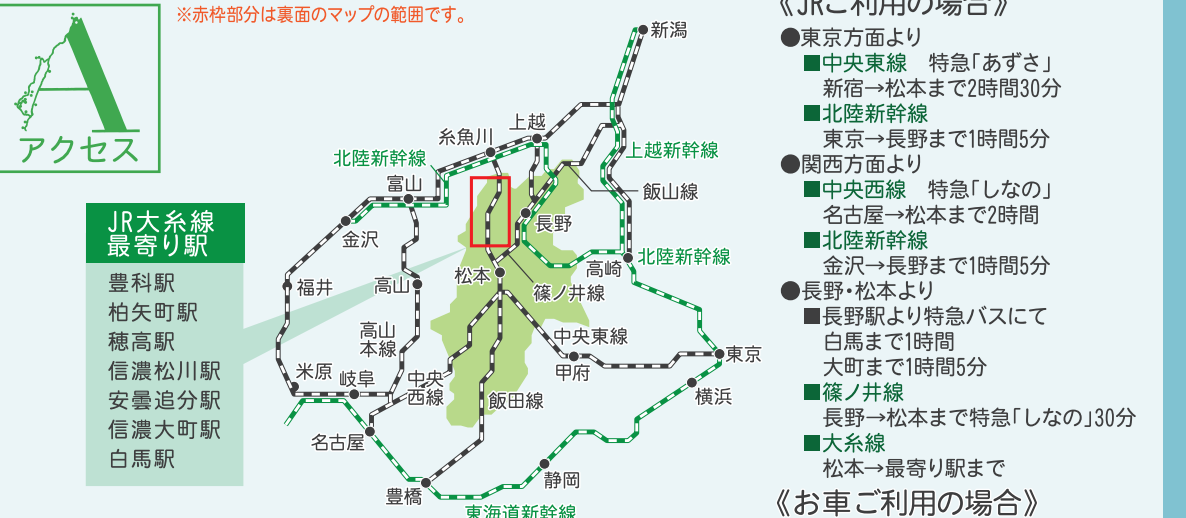 ※赤枠部分は裏面のマップの範囲です。
アクセス
JR大糸線
最寄り駅
豊科駅
柏矢町駅
穂高駅
信濃松川駅
安曇追分駅
信濃大町駅
白馬駅
新潟
上越
糸魚川
北陸新幹線
上越新幹線
富山
飯山線
金沢
長野
北陸新幹線
高崎
松本
福井
高山
篠ノ井線
高山
本線
中央東線
東京
米原
岐阜
中央
西線
甲府
飯田線
横浜
名古屋
静岡
豊橋
東海道新幹線
《JRご利用の場合》
●東京方面より
■中央東線 特急「あずさ」
新宿→松本まで2時間30分
■北陸新幹線
東京→長野まで1時間5分
●関西方面より
■中央西線 特急「しなの」
名古屋→松本まで2時間
■北陸新幹線
金沢→長野まで1時間5分
●長野・松本より
■長野駅より特急バスにて
白馬まで1時間
大町まで1時間5分
■篠ノ井線
長野→松本まで特急「しなの」30分
■大糸線
松本→最寄り駅まで
《お車ご利用の場合》